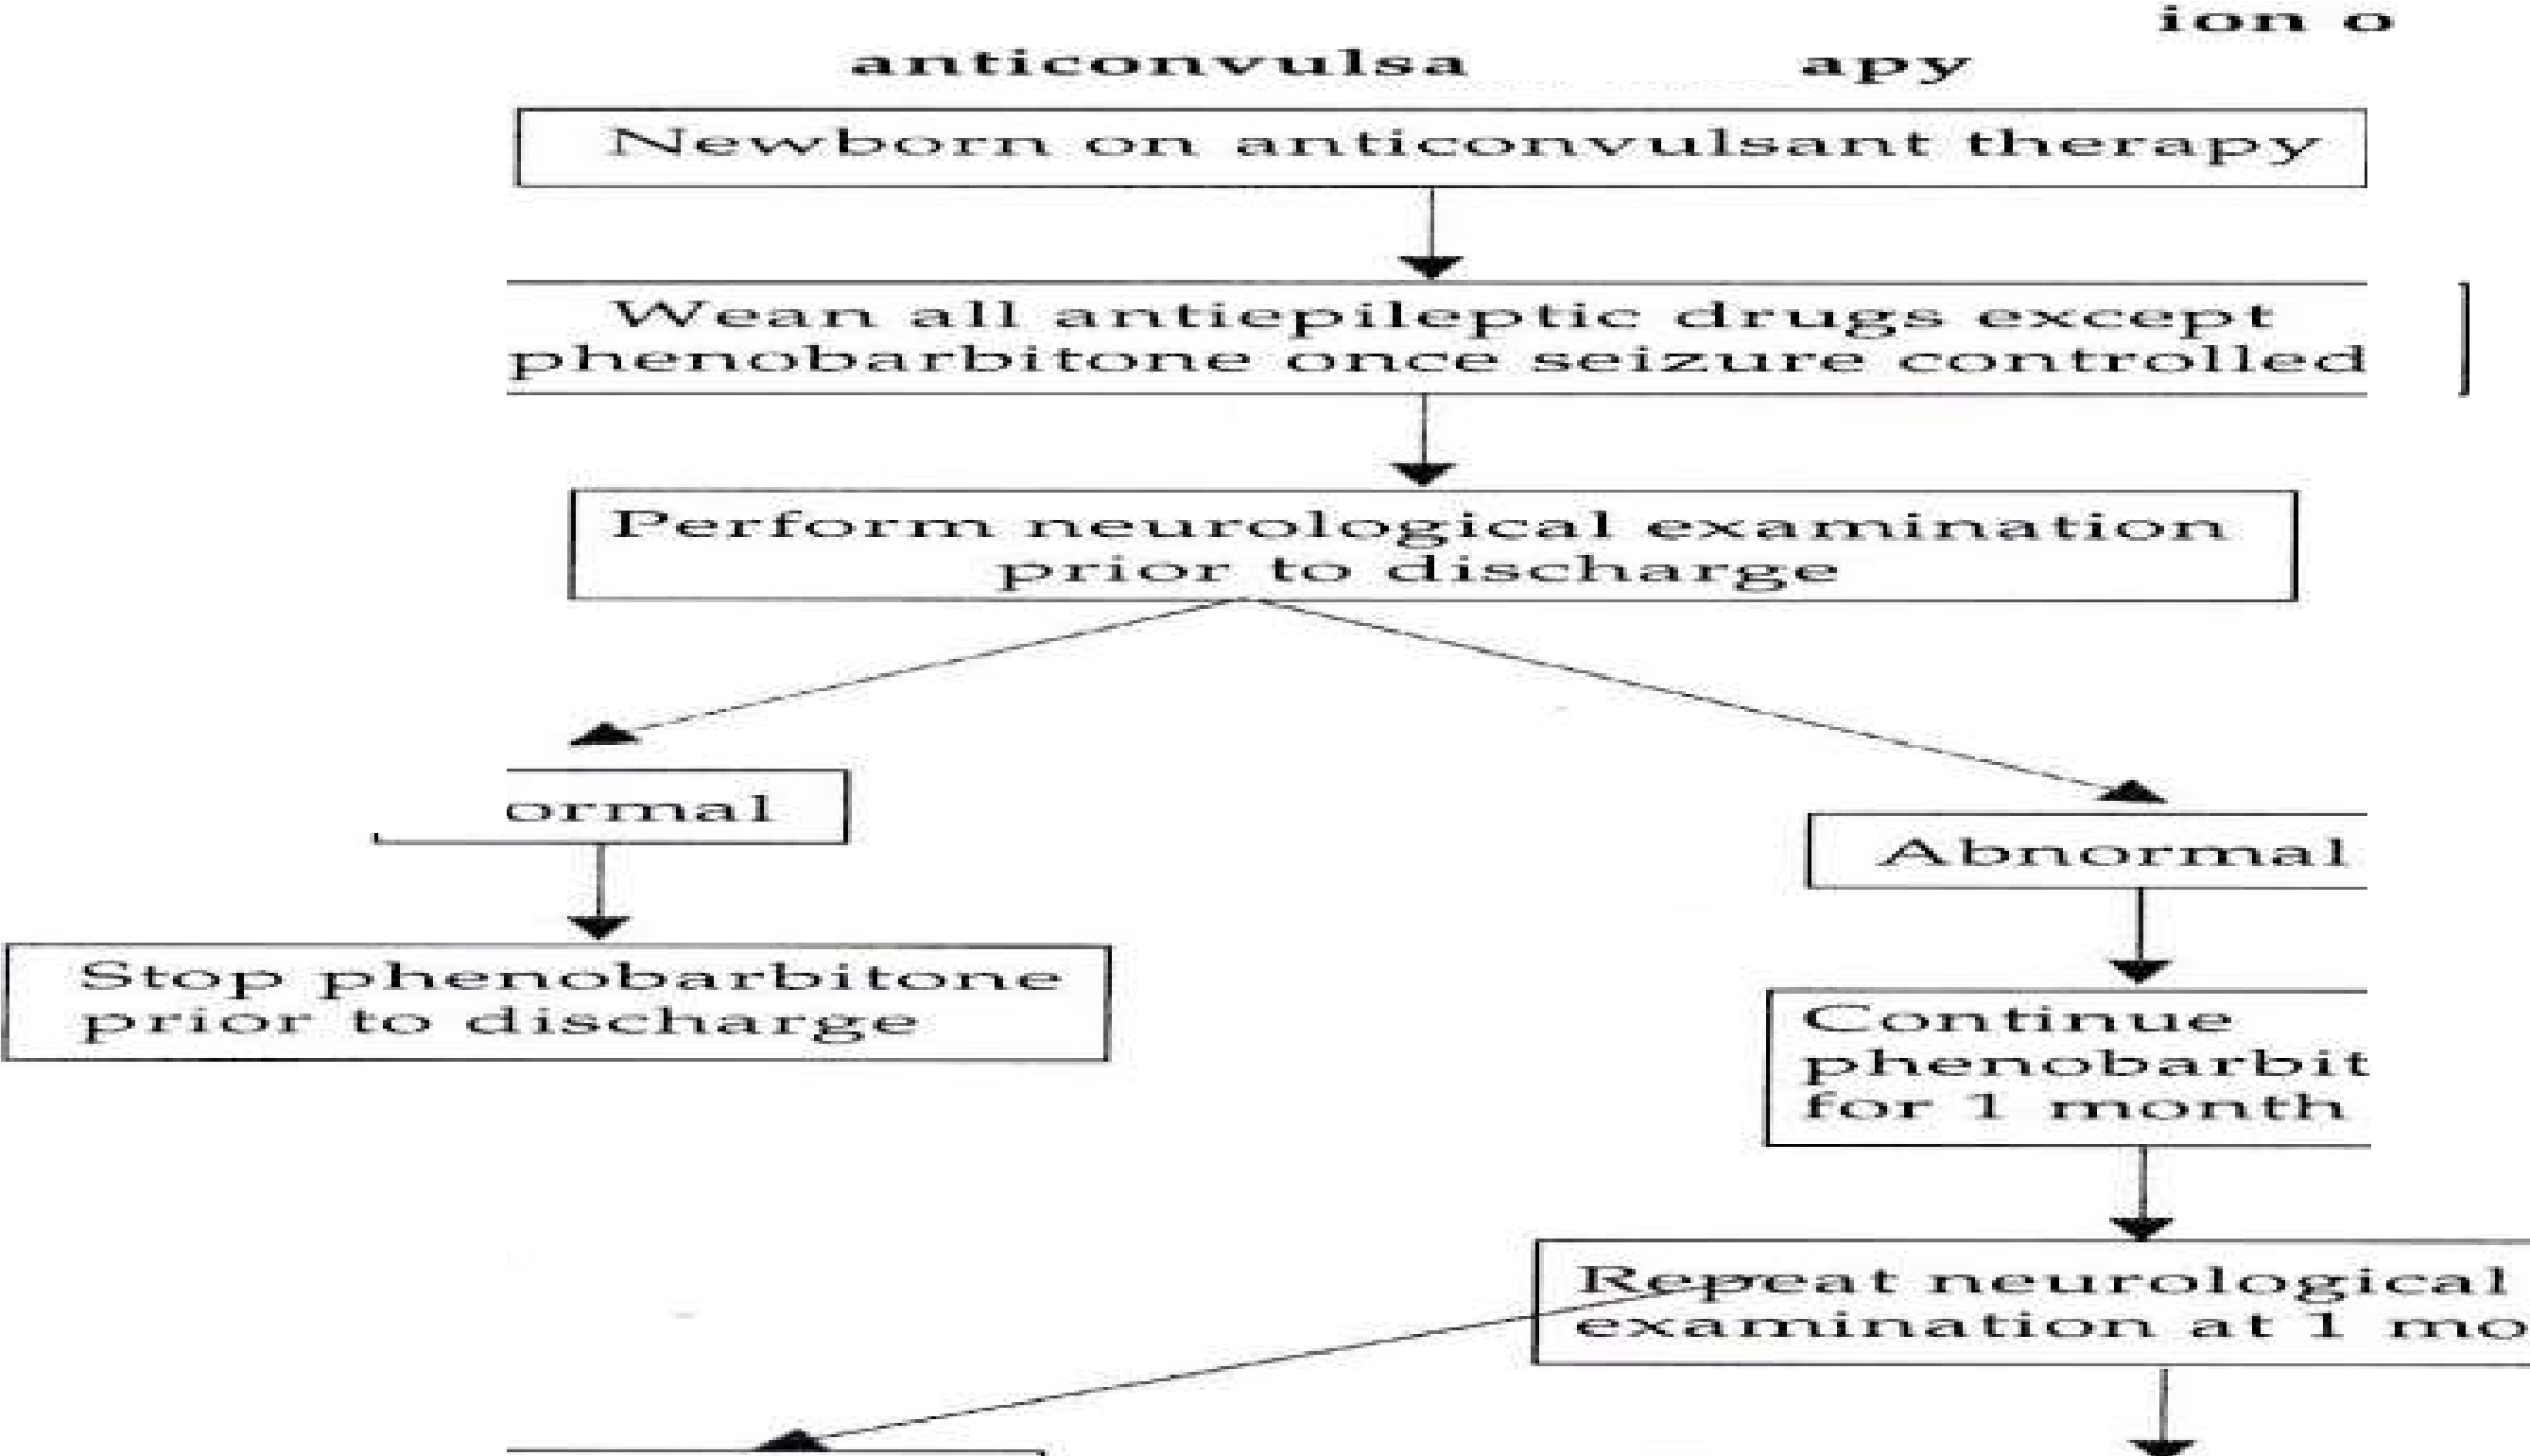 ion o
anticonvulsa apy
Newborn on anticonvulsant therapy
Wean all antiepileptic drugs except
phenobarbitone once seizure controlled
Perform neurological examination
prior to discharge
ormal
Abnormal
Stop phenobarbitone
prior to discharge
Continue
phenobarbit
for 1 month
Repeat neurological
examination at 1 mo